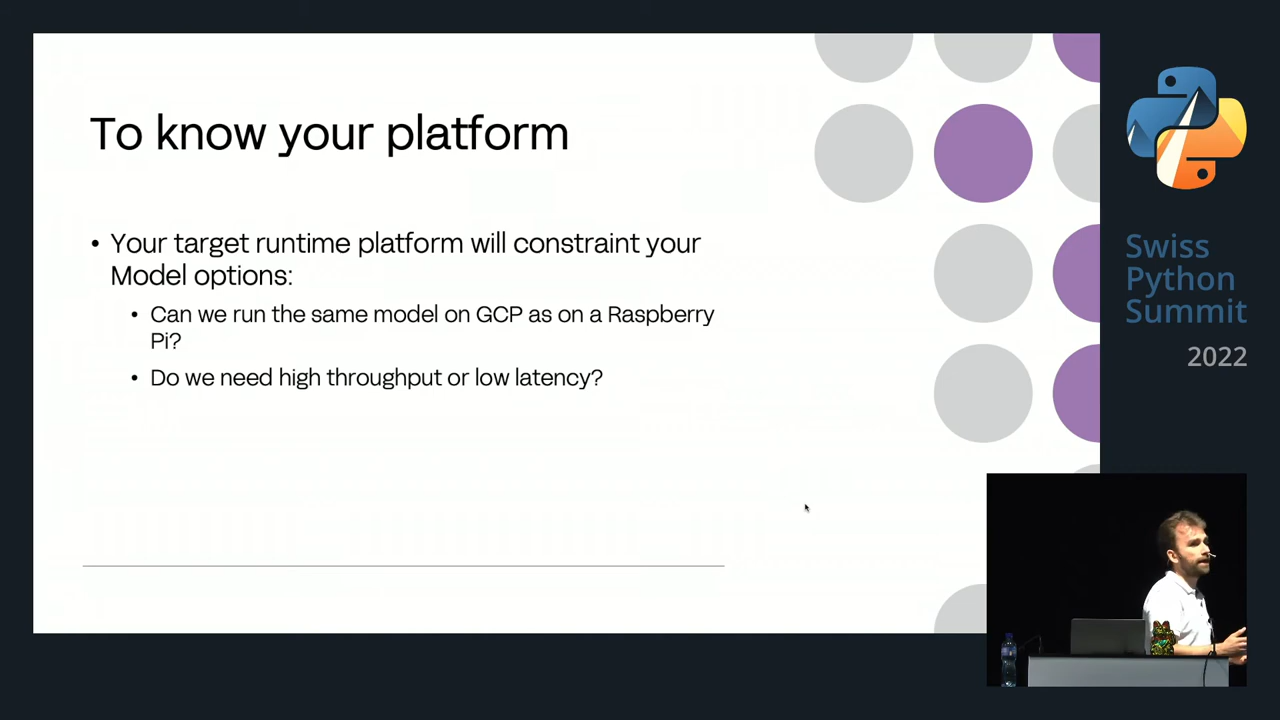 To know your platform
• Your target runtime platform will constraint your
Model options:
• Can we run the same model on GCP as on a Raspberry
Pi?
• Do we need high throughput or low latency?
Swiss
Python
Summit
2022